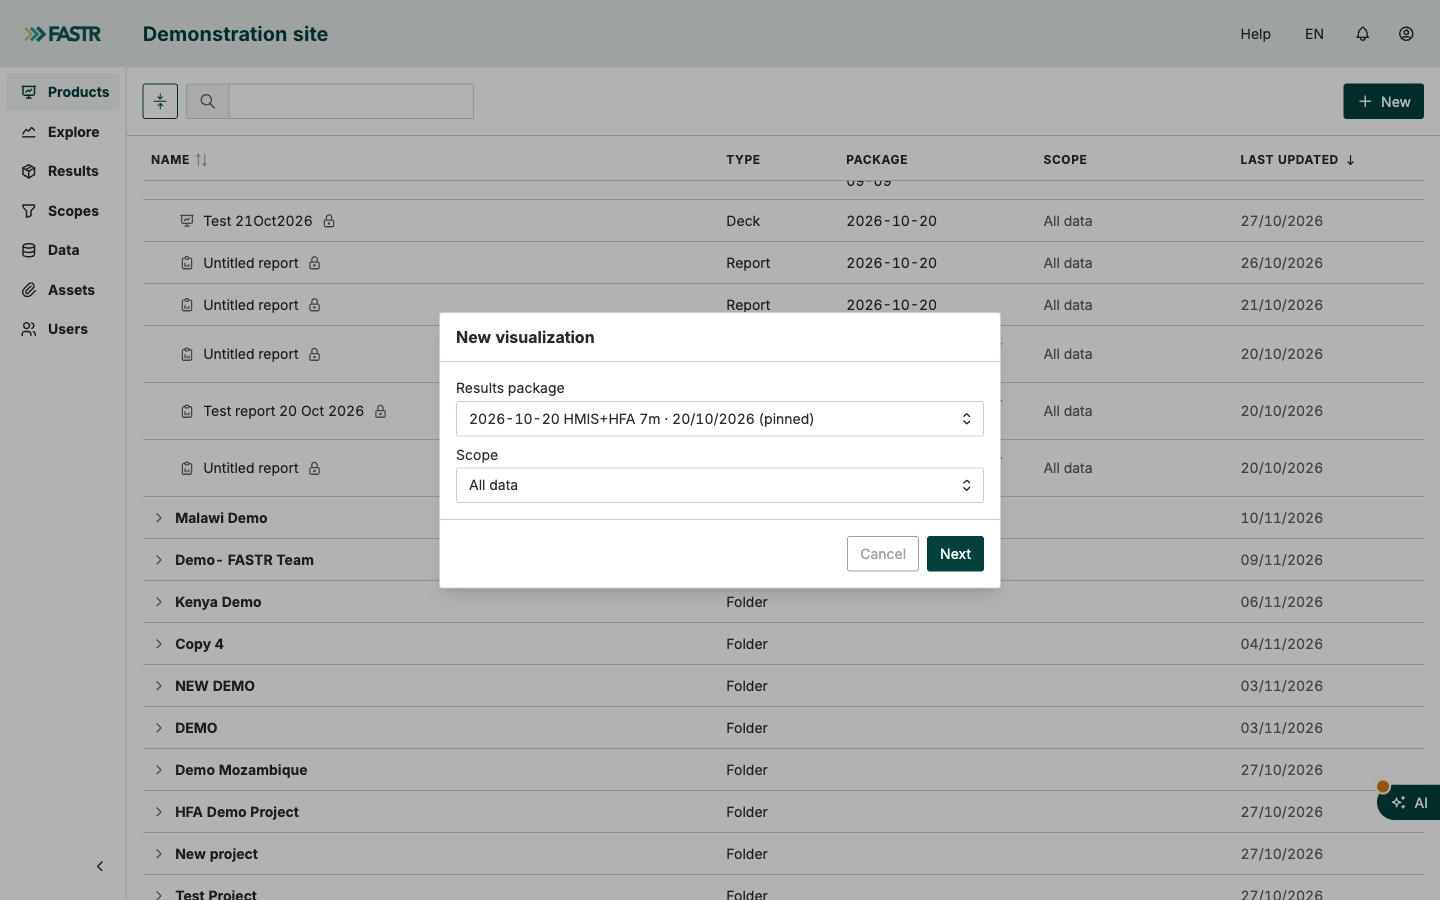 FASTR
Demonstration site
Help
EN
Products
Explore
Results
Scopes
Data
Assets
Users
New
NAME TYPE PACKAGE SCOPE LAST UPDATED
09-09
Test 21Oct2026 Deck 2026-10-20 All data 27/10/2026
Untitled report Report 2026-10-20 All data 26/10/2026
Untitled report Report 2026-10-20 All data 21/10/2026
Untitled report All data 20/10/2026
Test report 20 Oct 2026 All data 20/10/2026
Untitled report All data 20/10/2026
Malawi Demo 10/11/2026
Demo- FASTR Team 09/11/2026
Kenya Demo Folder 06/11/2026
Copy 4 Folder 04/11/2026
NEW DEMO Folder 03/11/2026
DEMO Folder 03/11/2026
Demo Mozambique Folder 27/10/2026
HFA Demo Project Folder 27/10/2026
New project Folder 27/10/2026
Test Project Folder 27/10/2026
New visualization
Results package
2026-10-20 HMIS+HFA 7m · 20/10/2026 (pinned)
Scope
All data
Cancel
Next
AI